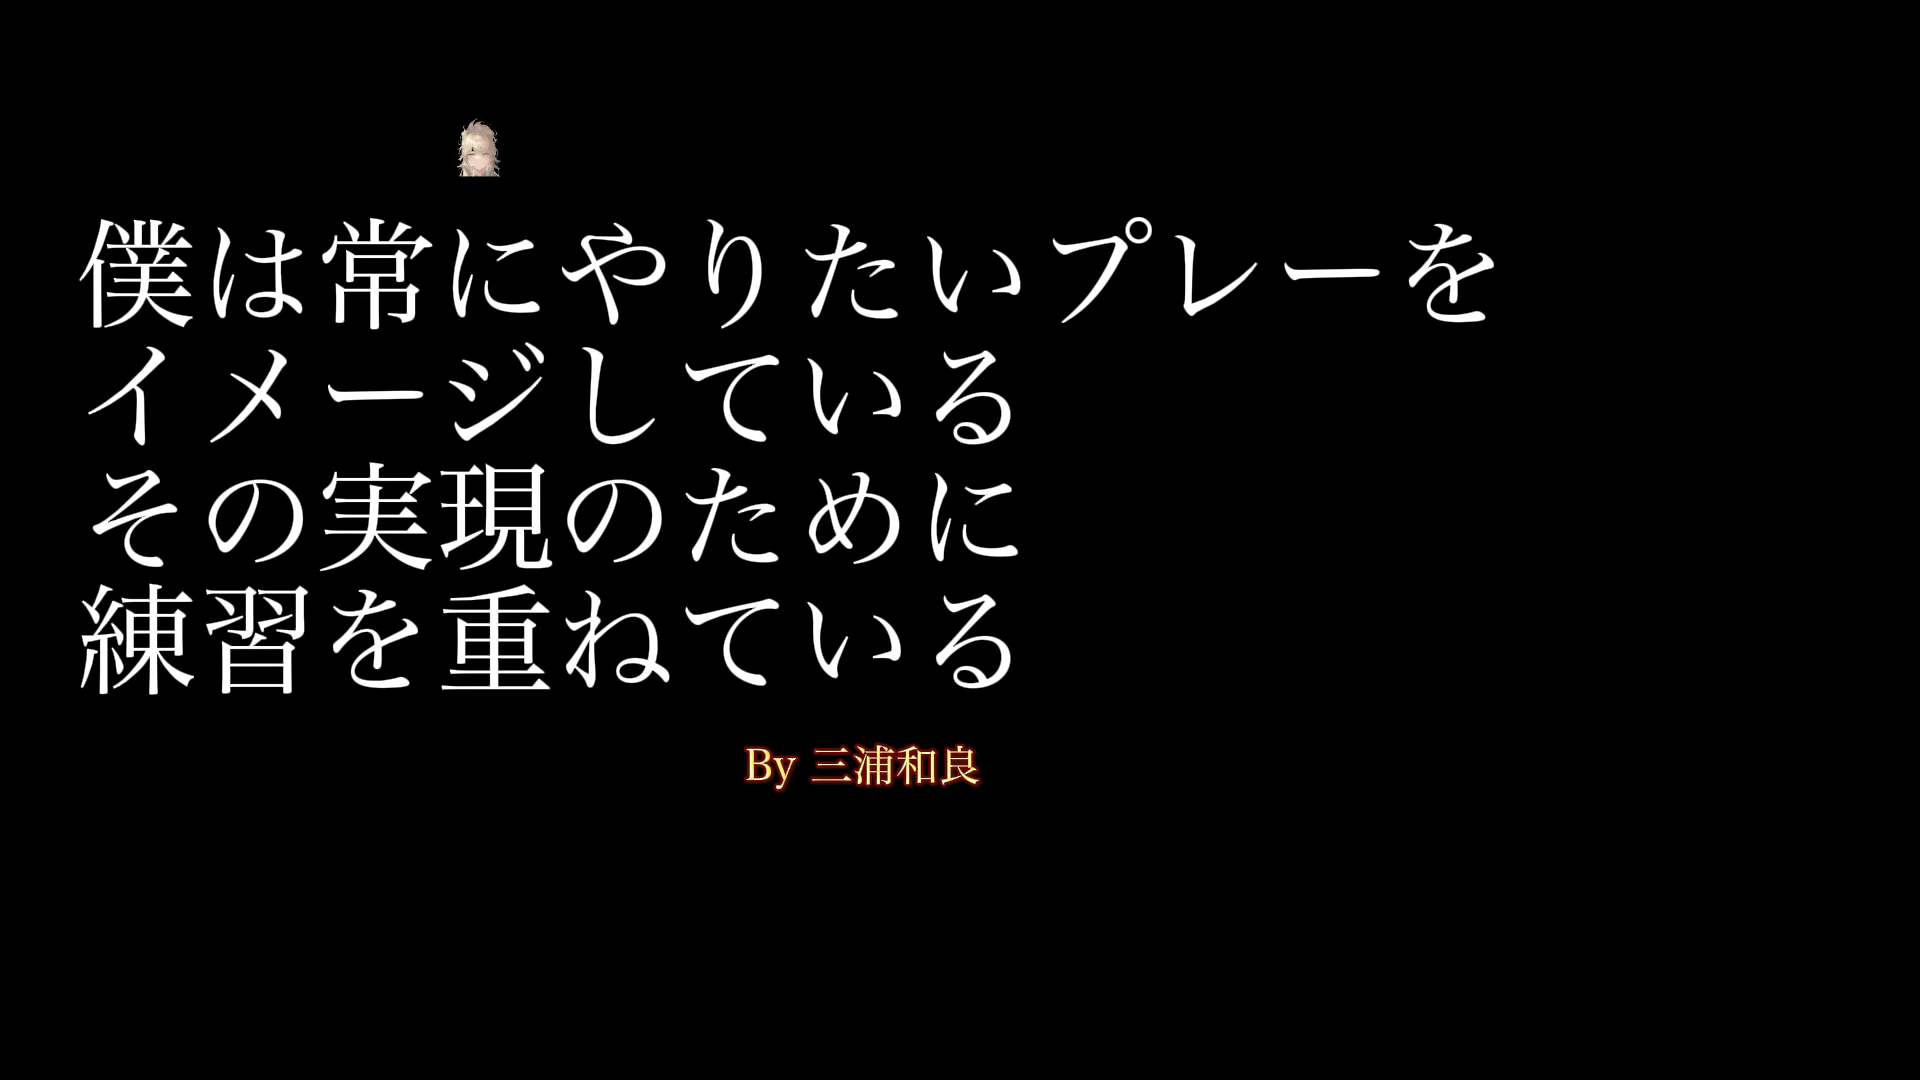 僕は常にやりたいプレーを
イメージしている
その実現のために
練習を重ねている
By 三浦和良